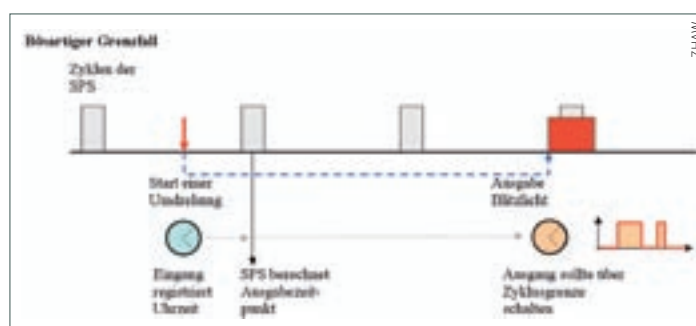 Bösartiger Grenzfall
Zyklen der
SPS
Start einer
Umdrehung
Ausgabe
Blitzlicht
Eingang
registriert
Uhrzeit
SPS berechnet
Ausgabezeit-
punkt
Ausgang sollte über
Zyklusgrenze
schalten